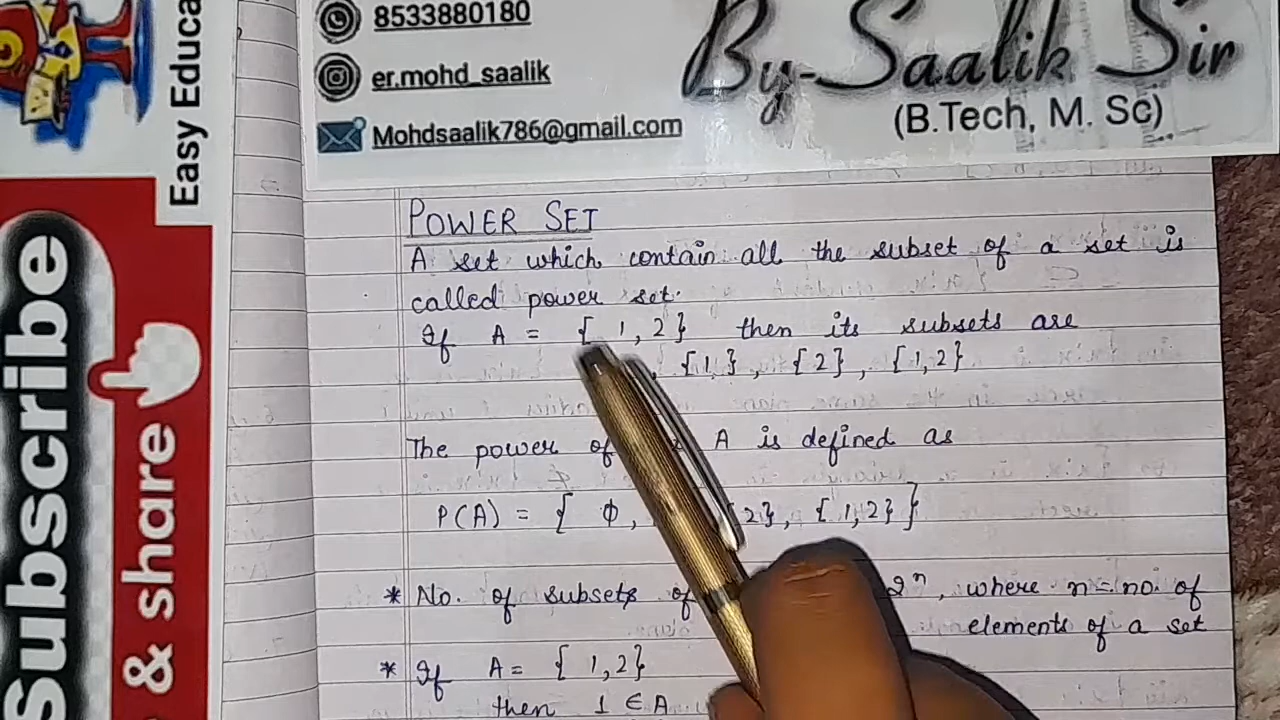 8533880180
er.mohd_saalik
Mohdsaalik786@gmail.com
By-Saalik Sir
(B.Tech, M. Sc)
Easy Educa
Subscribe
& share
POWER SET
A set which contain all the subset of a set is
called power set.
If A = { 1, 2 } then its subsets are
, {1}, {2}, {1,2}
The power of A is defined as
P(A) = { ϕ, 2}, {1,2} }
* No. of subsets of 2ⁿ, where n = no. of
elements of a set
* If A = { 1,2}
then 1 ∈ A